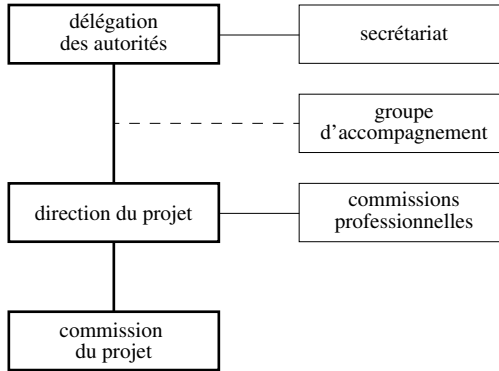 délégation
des autorités
secrétariat
groupe
d'accompagnement
direction du projet
commissions
professionnelles
commission
du projet